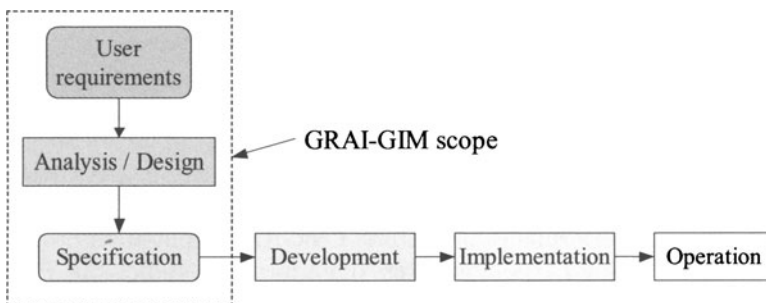 User
requirements
Analysis / Design
GRAI-GIM scope
Specification
Development
Implementation
Operation